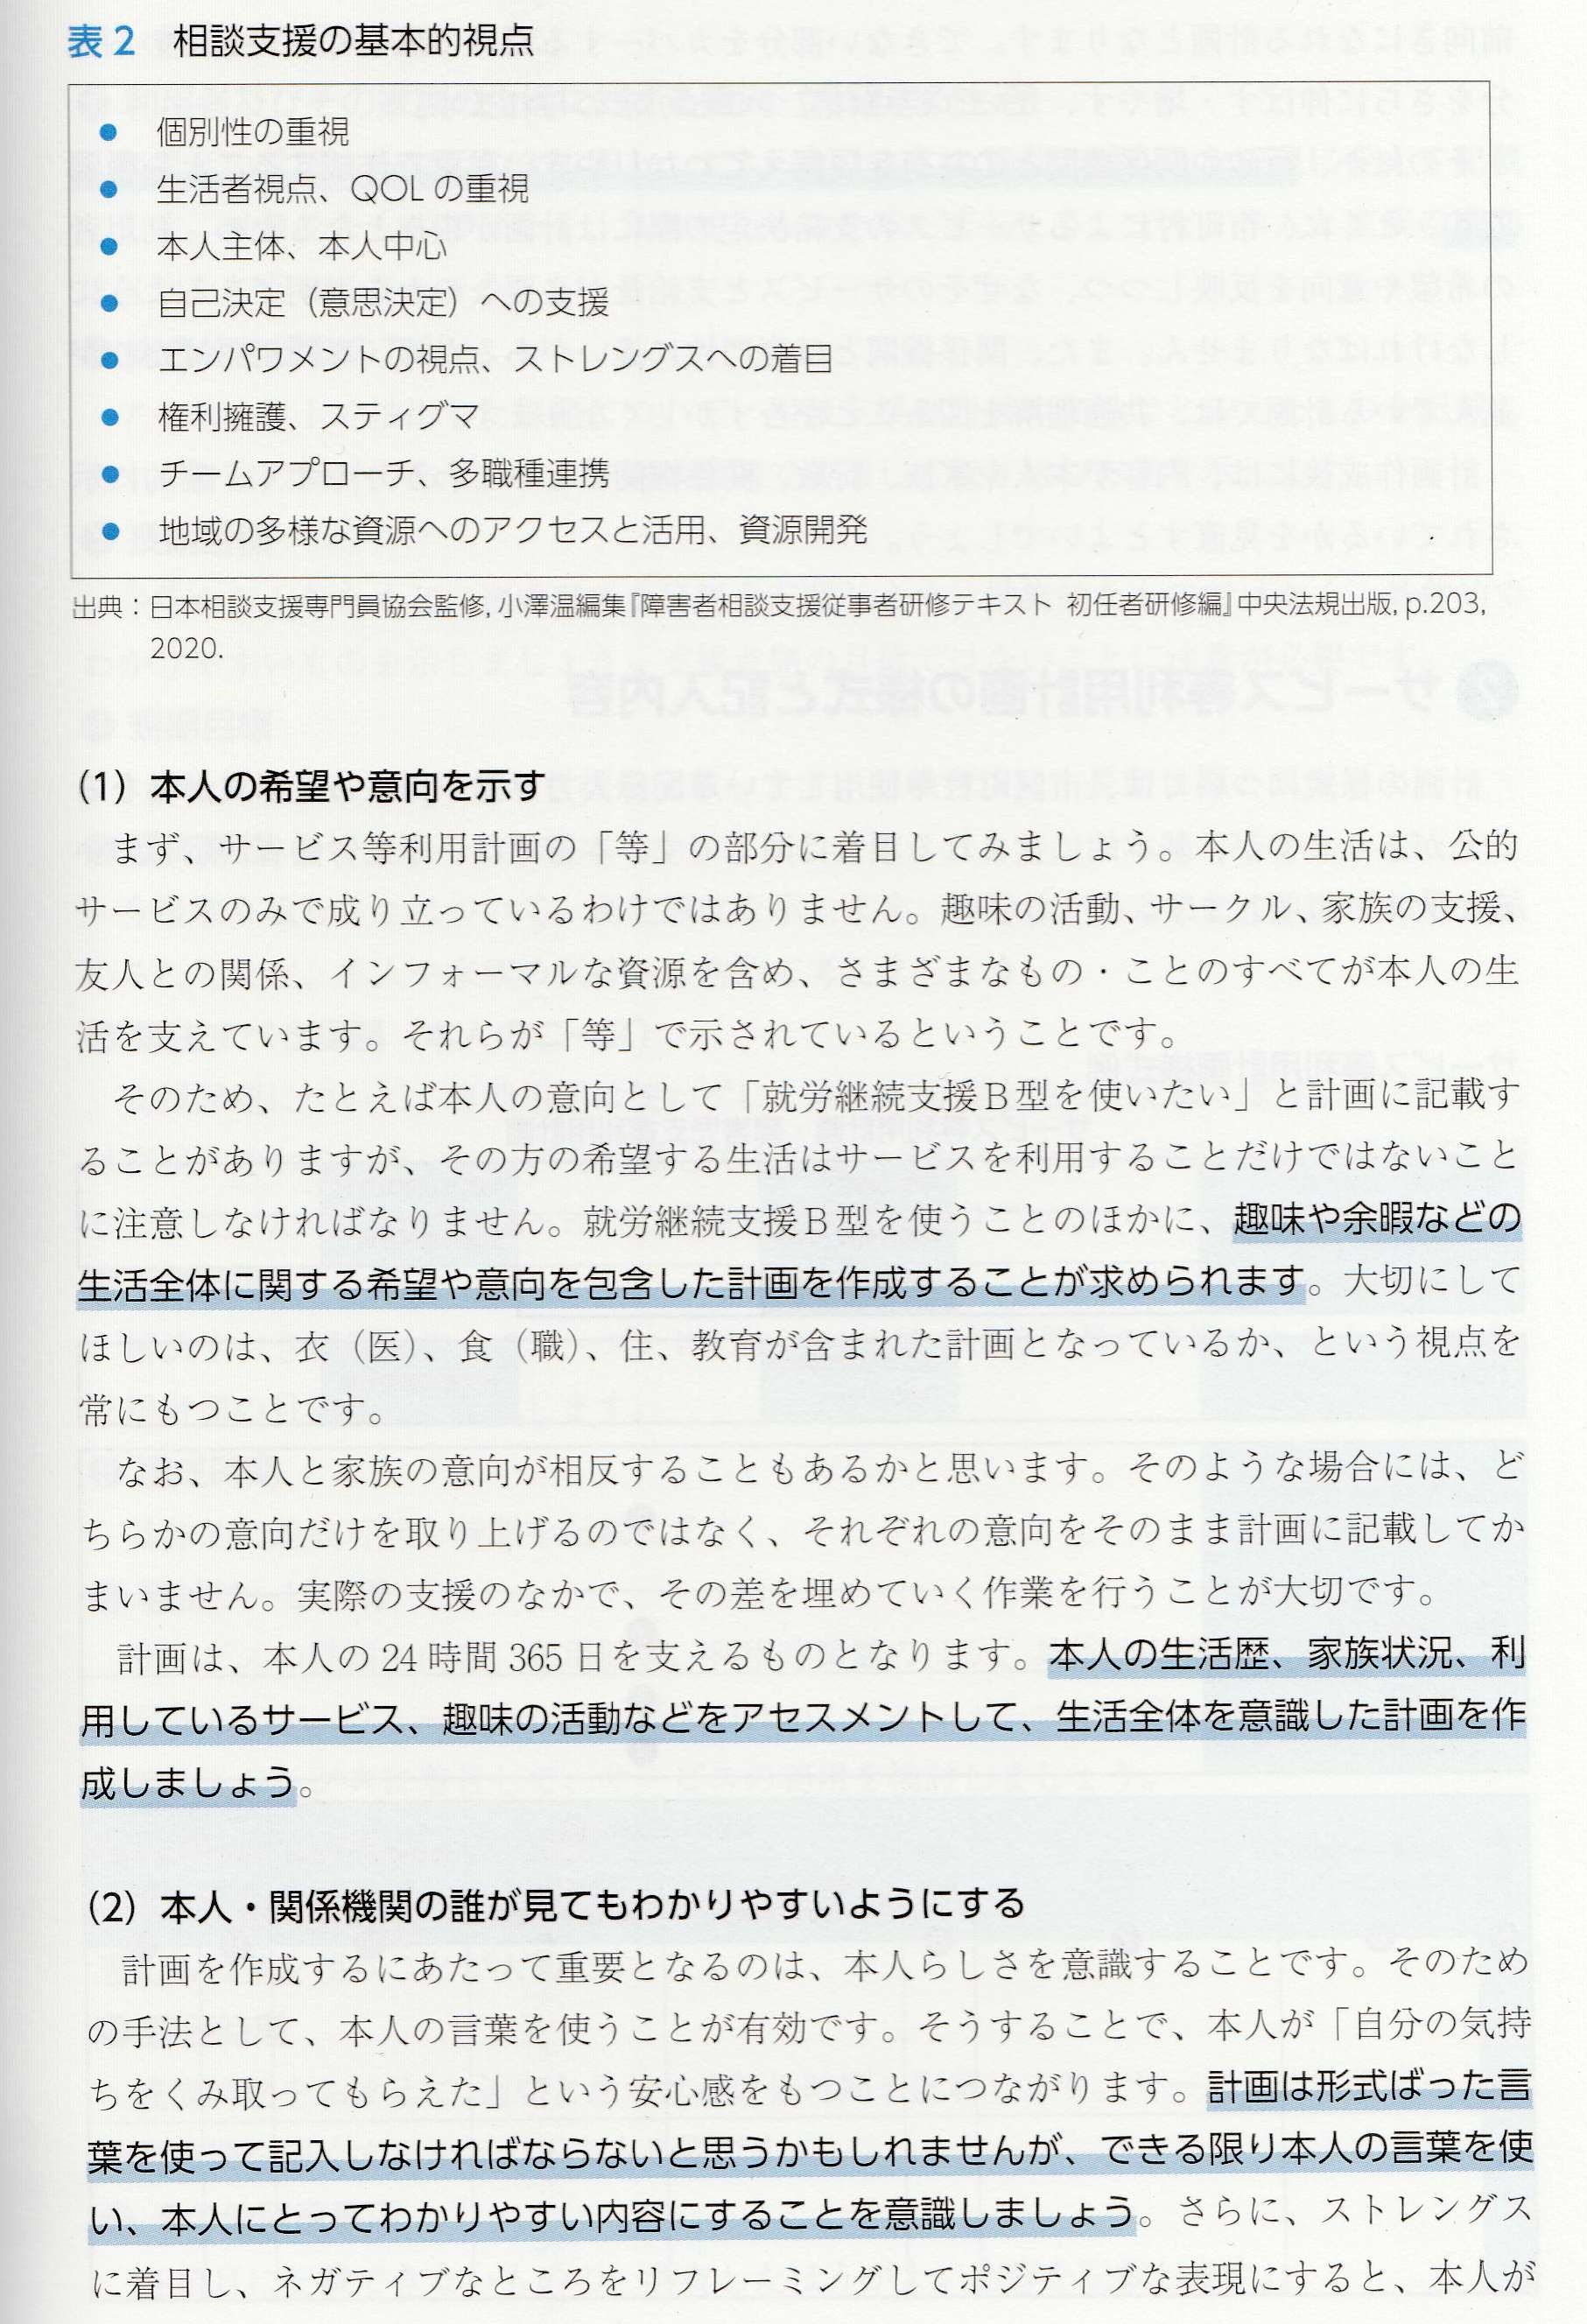 表2 相談支援の基本的視点
● 個別性の重視
● 生活者視点、QOLの重視
● 本人主体、本人中心
● 自己決定（意思決定）への支援
● エンパワメントの視点、ストレングスへの着目
● 権利擁護、スティグマ
● チームアプローチ、多職種連携
● 地域の多様な資源へのアクセスと活用、資源開発
出典：日本相談支援専門員協会監修, 小澤温編集『障害者相談支援従事者研修テキスト 初任者研修編』中央法規出版, p.203,
2020.
（1）本人の希望や意向を示す
まず、サービス等利用計画の「等」の部分に着目してみましょう。本人の生活は、公的
サービスのみで成り立っているわけではありません。趣味の活動、サークル、家族の支援、
友人との関係、インフォーマルな資源を含め、さまざまなもの・ことのすべてが本人の生
活を支えています。それらが「等」で示されているということです。
そのため、たとえば本人の意向として「就労継続支援B型を使いたい」と計画に記載す
ることがありますが、その方の希望する生活はサービスを利用することだけではないこと
に注意しなければなりません。就労継続支援B型を使うことのほかに、趣味や余暇などの
生活全体に関する希望や意向を包含した計画を作成することが求められます。大切にして
ほしいのは、衣（医）、食（職）、住、教育が含まれた計画となっているか、という視点を
常にもつことです。
なお、本人と家族の意向が相反することもあるかと思います。そのような場合には、ど
ちらかの意向だけを取り上げるのではなく、それぞれの意向をそのまま計画に記載してか
まいません。実際の支援のなかで、その差を埋めていく作業を行うことが大切です。
計画は、本人の24時間365日を支えるものとなります。本人の生活歴、家族状況、利
用しているサービス、趣味の活動などをアセスメントして、生活全体を意識した計画を作
成しましょう。
（2）本人・関係機関の誰が見てもわかりやすいようにする
計画を作成するにあたって重要となるのは、本人らしさを意識することです。そのため
の手法として、本人の言葉を使うことが有効です。そうすることで、本人が「自分の気持
ちをくみ取ってもらえた」という安心感をもつことにつながります。計画は形式ばった言
葉を使って記入しなければならないと思うかもしれませんが、できる限り本人の言葉を使
い、本人にとってわかりやすい内容にすることを意識しましょう。さらに、ストレングス
に着目し、ネガティブなところをリフレーミングしてポジティブな表現にすると、本人が